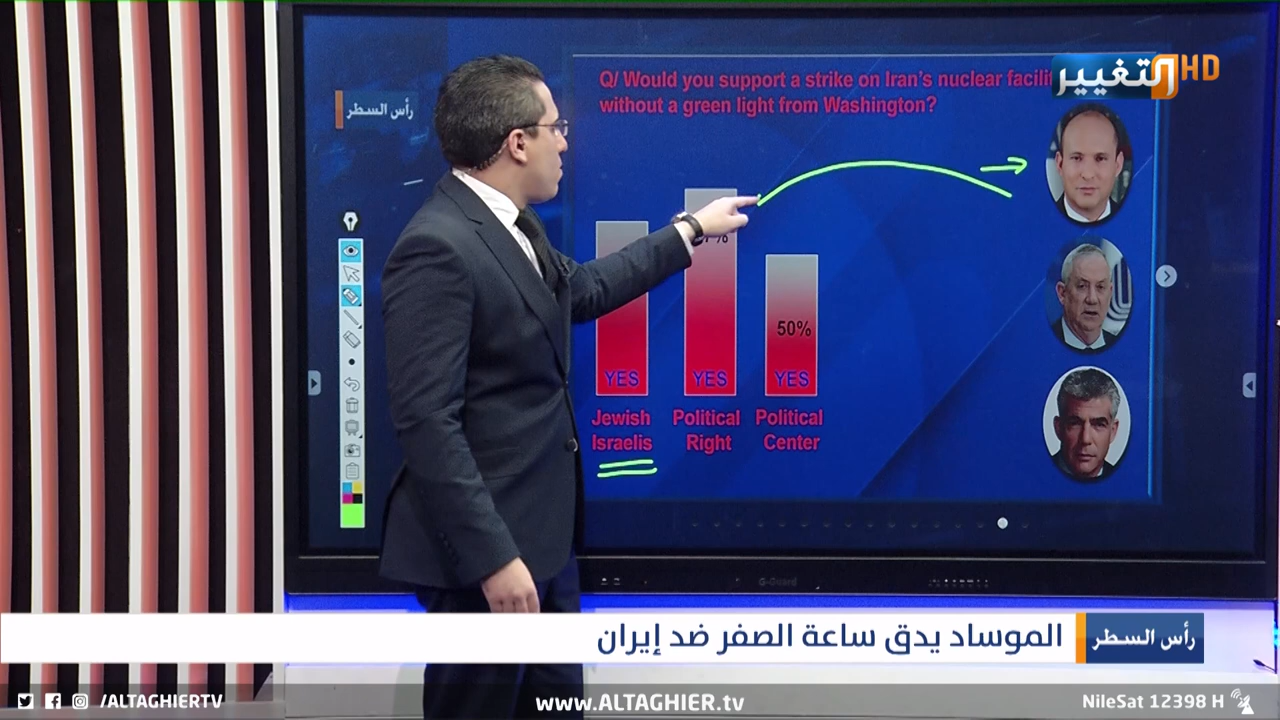 Q/ Would you support a strike on Iran's nuclear
without a green light from Washington?
التغيير HD
رأس السطر
50%
YES
YES
YES
Jewish Israelis
Political Right
Political Center
G-Guard
الموساد يدق ساعة الصفر ضد إيران
رأس السطر
/ALTAGHIERTV
www.ALTAGHIER.tv
NileSat 12398 H